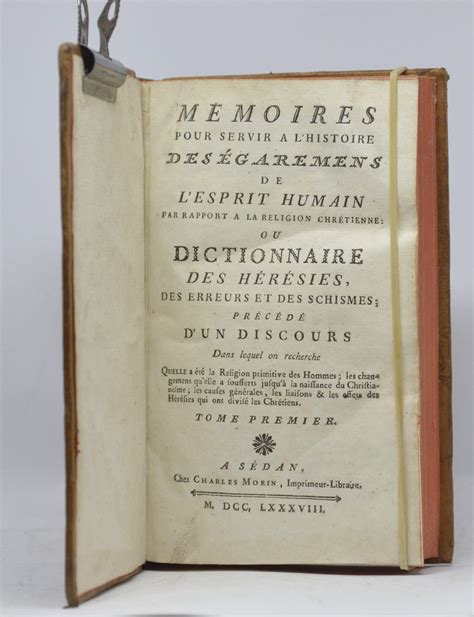 MÉMOIRES
POUR SERVIR A L'HISTOIRE
DES ÉGAREMENS
DE
L'ESPRIT HUMAIN
PAR RAPPORT A LA RELIGION CHRÉTIENNE:
OU
DICTIONNAIRE
DES HÉRÉSIES,
DES ERREURS ET DES SCHISMES;
PRÉCÉDÉ
D'UN DISCOURS
Dans lequel on recherche
QUELLE a été la Religion primitive des Hommes; les chan-
gemens qu'elle a soufferts jusqu'à la naissance du Christia-
nisme; les causes générales, les liaisons & les effets des
Hérésies qui ont divisé les Chrétiens.
TOME PREMIER.
A SÉDAN,
Chez CHARLES MORIN, Imprimeur-Libraire.
M. DCC. LXXXVIII.